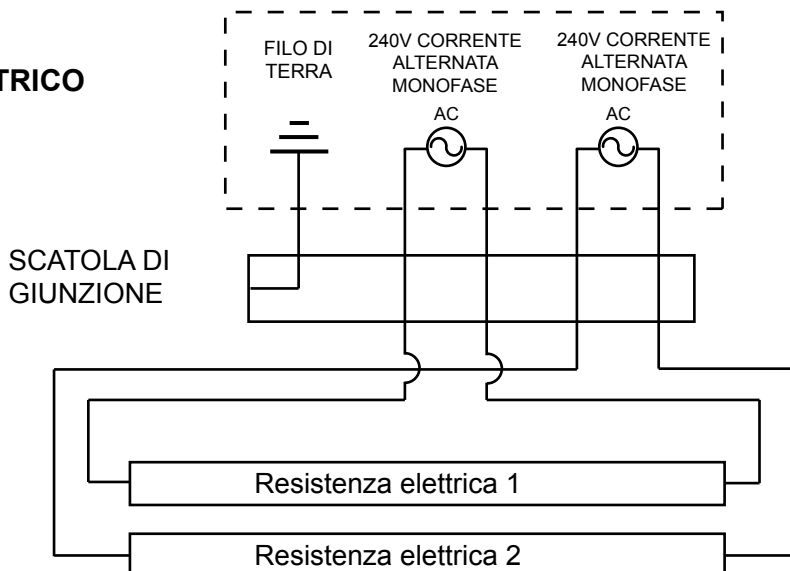 TRICO
FILO DI
TERRA
240V CORRENTE
ALTERNATA
MONOFASE
AC
240V CORRENTE
ALTERNATA
MONOFASE
AC
SCATOLA DI
GIUNZIONE
Resistenza elettrica 1
Resistenza elettrica 2